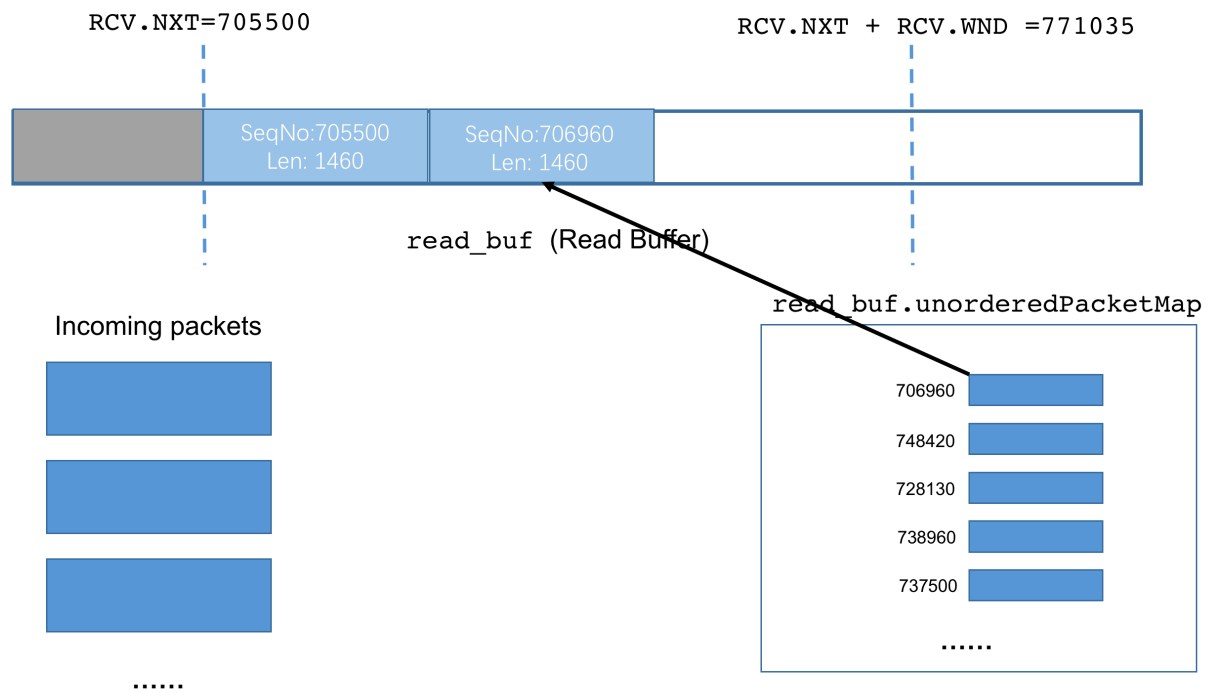 RCV.NXT=705500
RCV.NXT + RCV.WND =771035
SeqNo:705500
Len: 1460
SeqNo:706960
Len: 1460
read_buf (Read Buffer)
Incoming packets
......
read_buf.unorderedPacketMap
706960
748420
728130
738960
737500
......